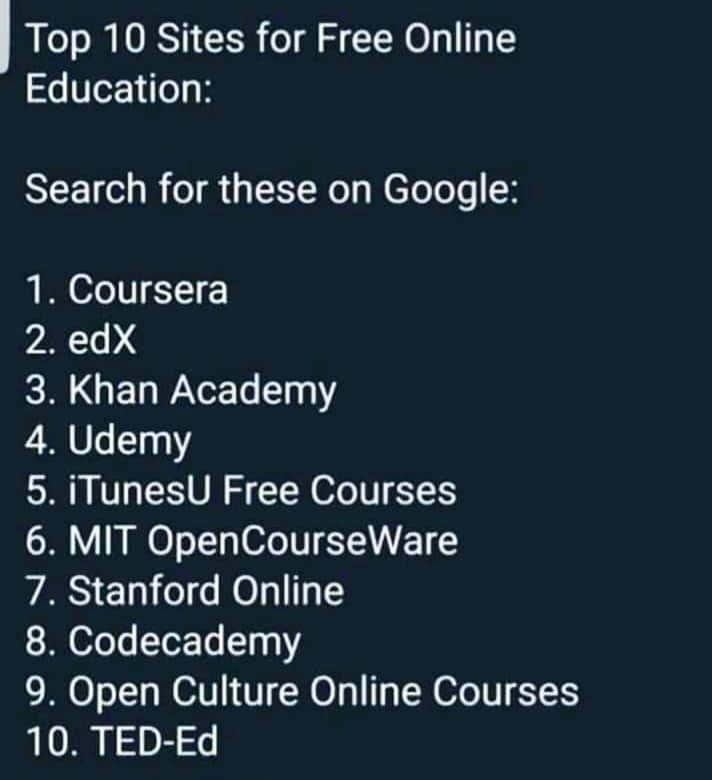 Top 10 Sites for Free Online
Education:
Search for these on Google:
1. Coursera
2. edX
3. Khan Academy
4. Udemy
5. iTunesU Free Courses
6. MIT OpenCourseWare
7. Stanford Online
8. Codecademy
9. Open Culture Online Courses
10. TED-Ed